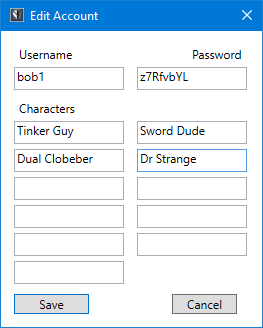 Edit Account
Username Password
bob1 z7RfvbYL
Characters
Tinker Guy Sword Dude
Dual Clobeber Dr Strange
Save Cancel